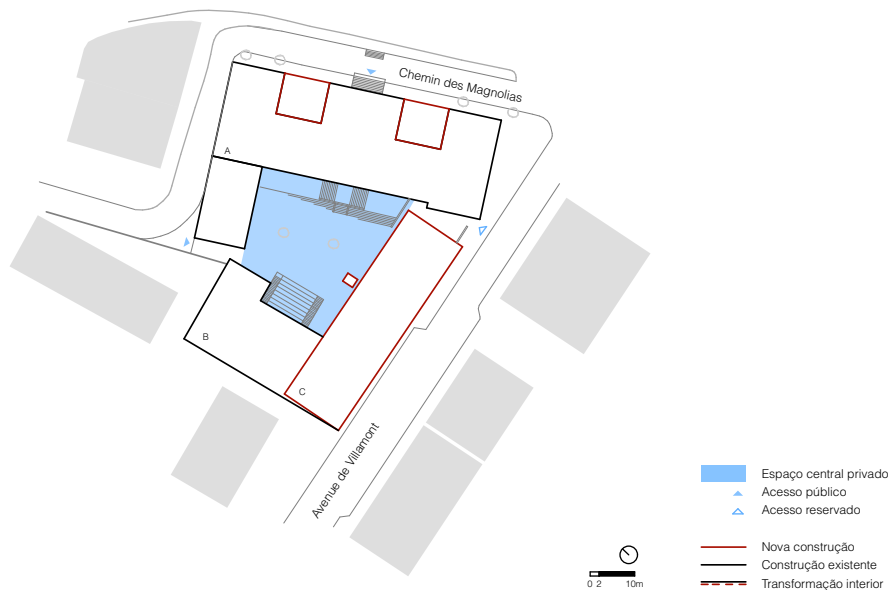 Chemin des Magnolias
A
B
C
Avenue de Villamont
Espaço central privado
Acesso público
Acesso reservado
Nova construção
Construção existente
Transformação interior
0 2 10m